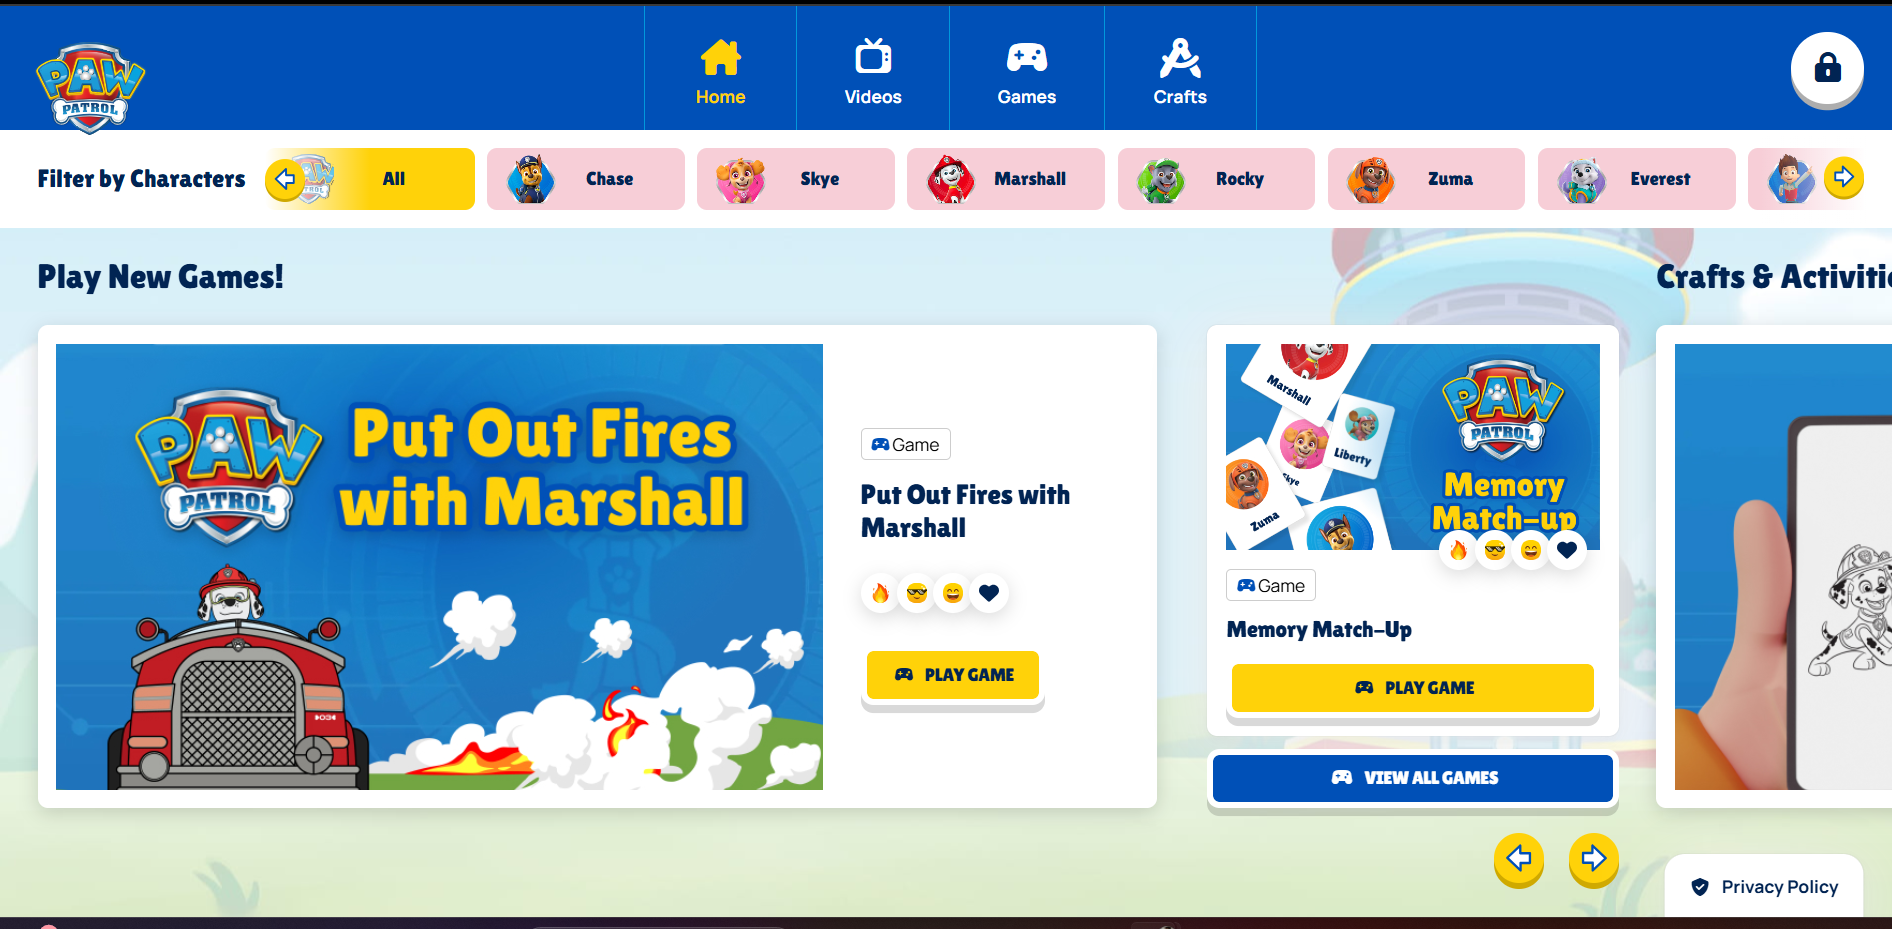 PAW
PATROL
Home
Videos
Games
Crafts
Filter by Characters
All
Chase
Skye
Marshall
Rocky
Zuma
Everest
Play New Games!
Crafts & Activitie
PAW
PATROL
Put Out Fires
with Marshall
Game
Put Out Fires with
Marshall
PLAY GAME
Marshall
Liberty
Skye
Zuma
PAW
PATROL
Memory
Match-up
Game
Memory Match-Up
PLAY GAME
VIEW ALL GAMES
Privacy Policy